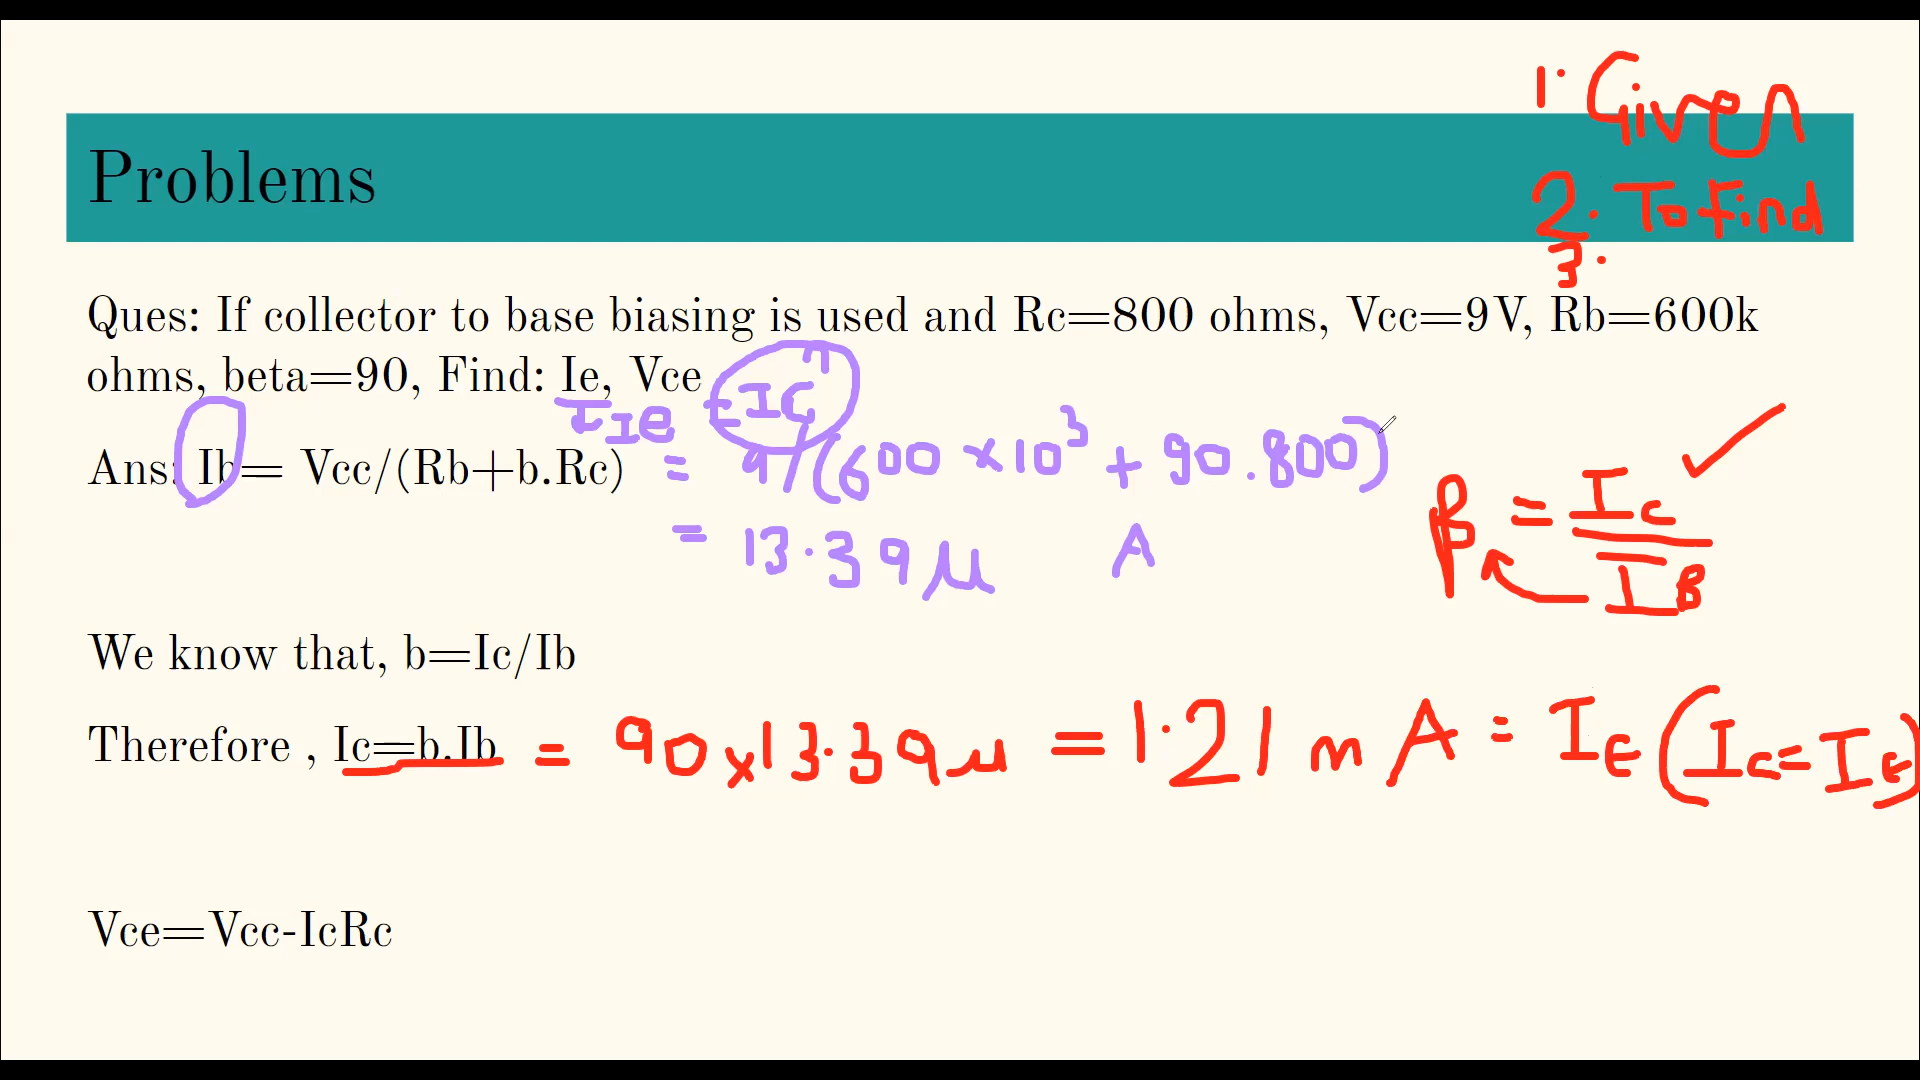 1. Given
Problems
2. To find
3.
Ques: If collector to base biasing is used and Rc=800 ohms, Vcc=9V, Rb=600k
ohms, beta=90, Find: Ie, Vce
Ie = IC
Ans: Ib= Vcc/(Rb+b.Rc) = 9/(600 x 10³ + 90.800)
= 13.39 μ A
β = Ic / IB
We know that, b=Ic/Ib
Therefore , Ic=b.Ib = 90 x 13.39 μ = 1.21 m A = IE (Ic = IE)
Vce=Vcc-IcRc